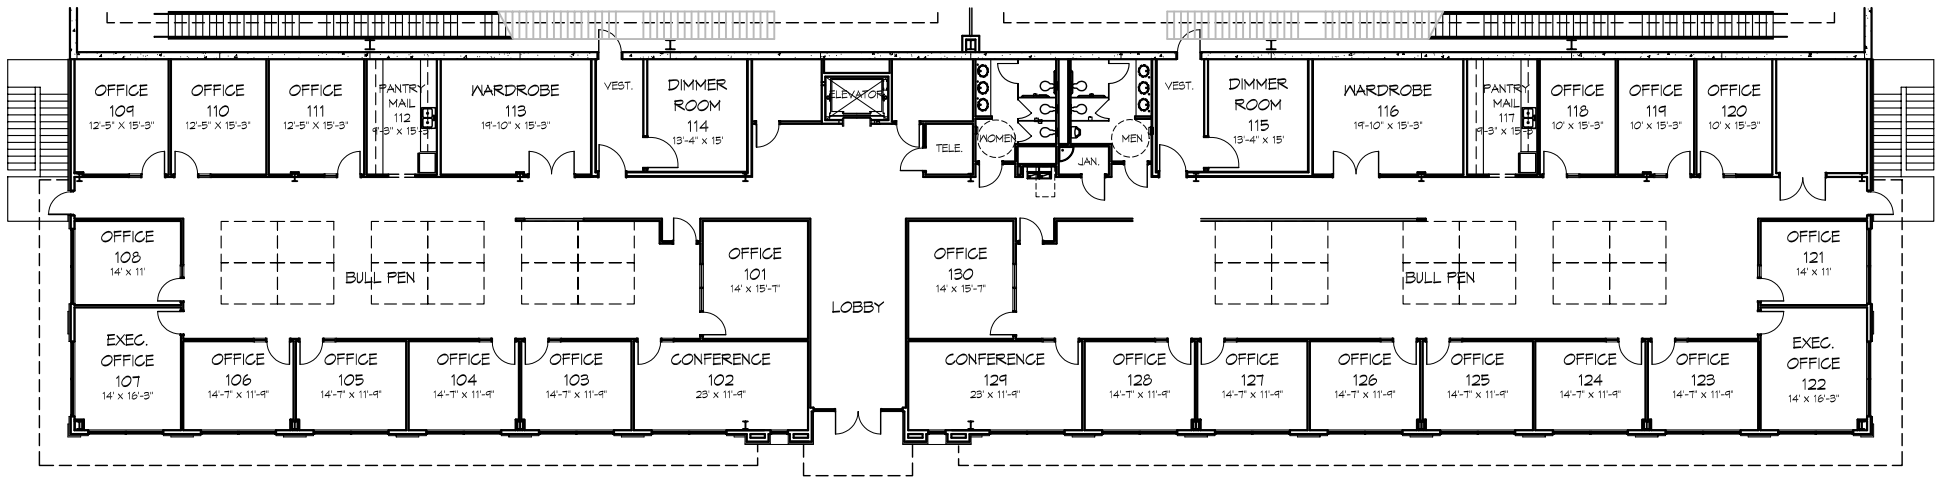 OFFICE
109
12'-5" X 15'-3"
OFFICE
110
12'-5" X 15'-3"
OFFICE
111
12'-5" X 15'-3"
PANTRY
MAIL
112
9'-3" X 15'-3"
WARDROBE
113
19'-10" X 15'-3"
VEST.
DIMMER
ROOM
114
13'-4" X 15'
ELEVATOR
TELE.
WOMEN
JAN.
MEN
VEST.
DIMMER
ROOM
115
13'-4" X 15'
WARDROBE
116
19'-10" X 15'-3"
PANTRY
MAIL
117
9'-3" X 15'-3"
OFFICE
118
10' X 15'-3"
OFFICE
119
10' X 15'-3"
OFFICE
120
10' X 15'-3"
OFFICE
108
14' X 11'
BULL PEN
OFFICE
101
14' X 15'-7"
LOBBY
OFFICE
130
14' X 15'-7"
BULL PEN
OFFICE
121
14' X 11'
EXEC.
OFFICE
107
14' X 16'-3"
OFFICE
106
14'-7" X 11'-9"
OFFICE
105
14'-7" X 11'-9"
OFFICE
104
14'-7" X 11'-9"
OFFICE
103
14'-7" X 11'-9"
CONFERENCE
102
23' X 11'-9"
CONFERENCE
129
23' X 11'-9"
OFFICE
128
14'-7" X 11'-9"
OFFICE
127
14'-7" X 11'-9"
OFFICE
126
14'-7" X 11'-9"
OFFICE
125
14'-7" X 11'-9"
OFFICE
124
14'-7" X 11'-9"
OFFICE
123
14'-7" X 11'-9"
EXEC.
OFFICE
122
14' X 16'-3"